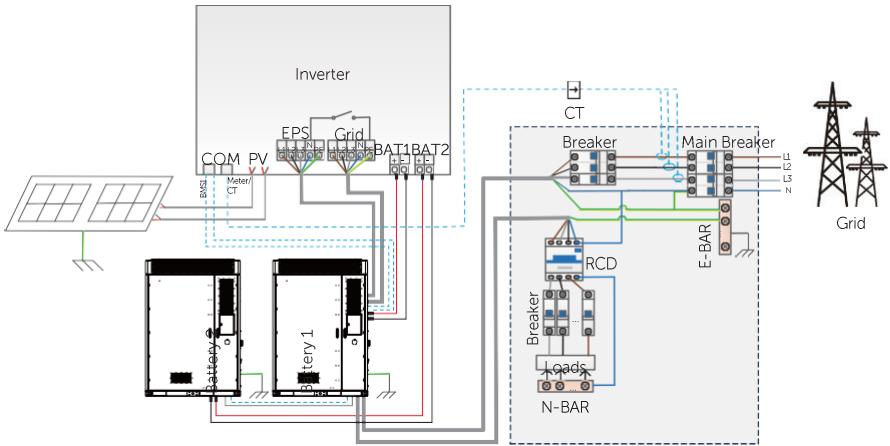 Inverter
CT
EPS
Grid
BAT1
BAT2
COM
PV
BMS1
Meter/
CT
+
-
+
-
N
N
Breaker
Main Breaker
L1
L2
L3
N
Grid
E-BAR
RCD
Breaker
...
Loads
...
N-BAR
Battery 2
Battery 1